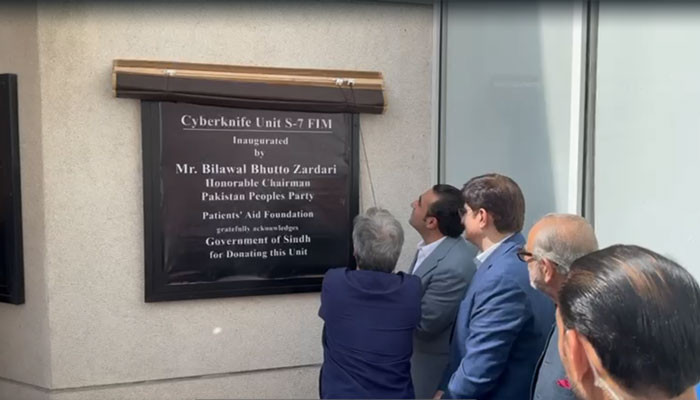 Cyberknife Unit S-7 FIM
Inaugurated
by
Mr. Bilawal Bhutto Zardari
Honorable Chairman
Pakistan Peoples Party
Patients' Aid Foundation
gratefully acknowledges
Government of Sindh
for Donating this Unit